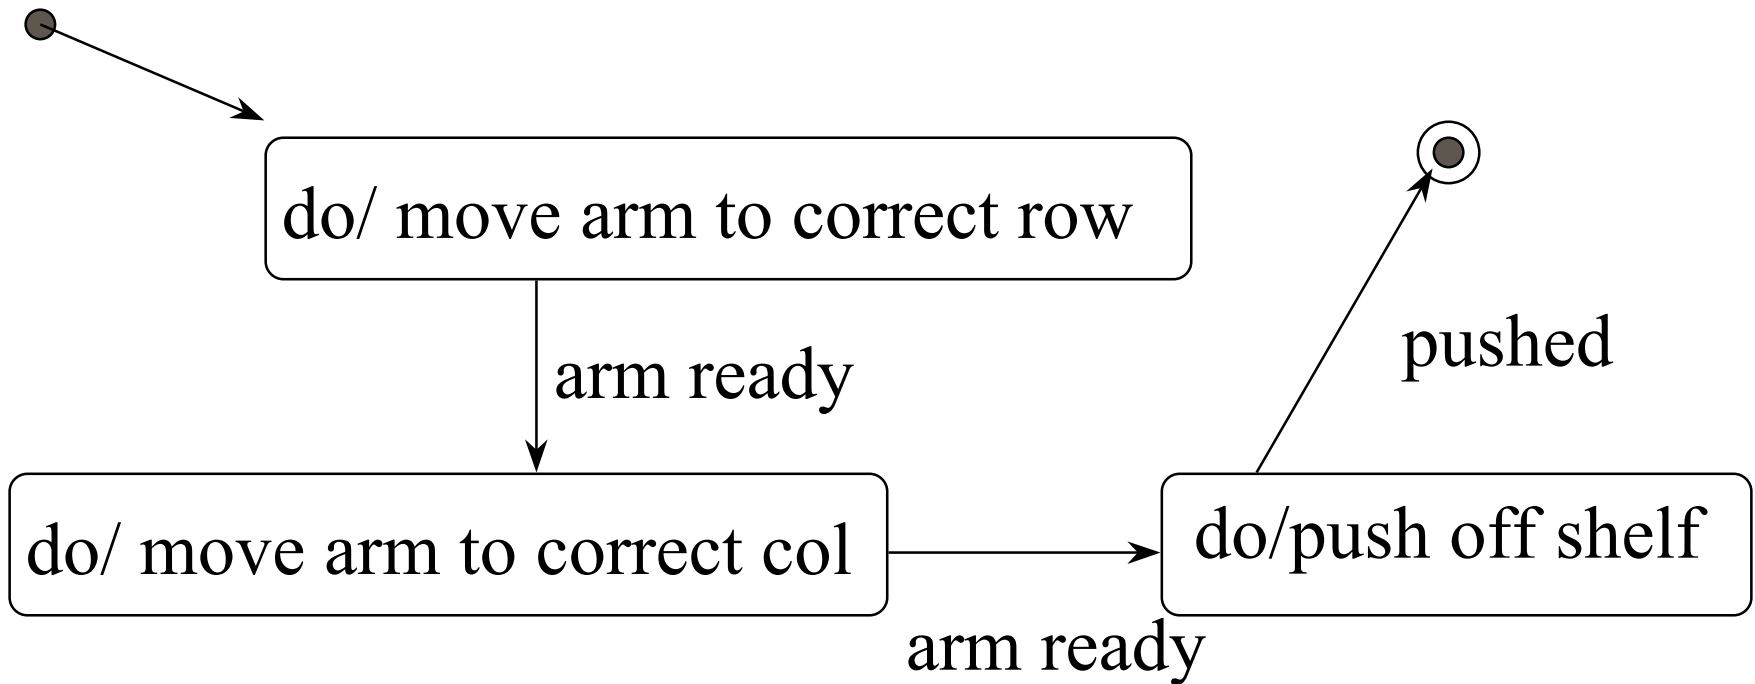 do/ move arm to correct row
arm ready
pushed
do/ move arm to correct col
do/push off shelf
arm ready